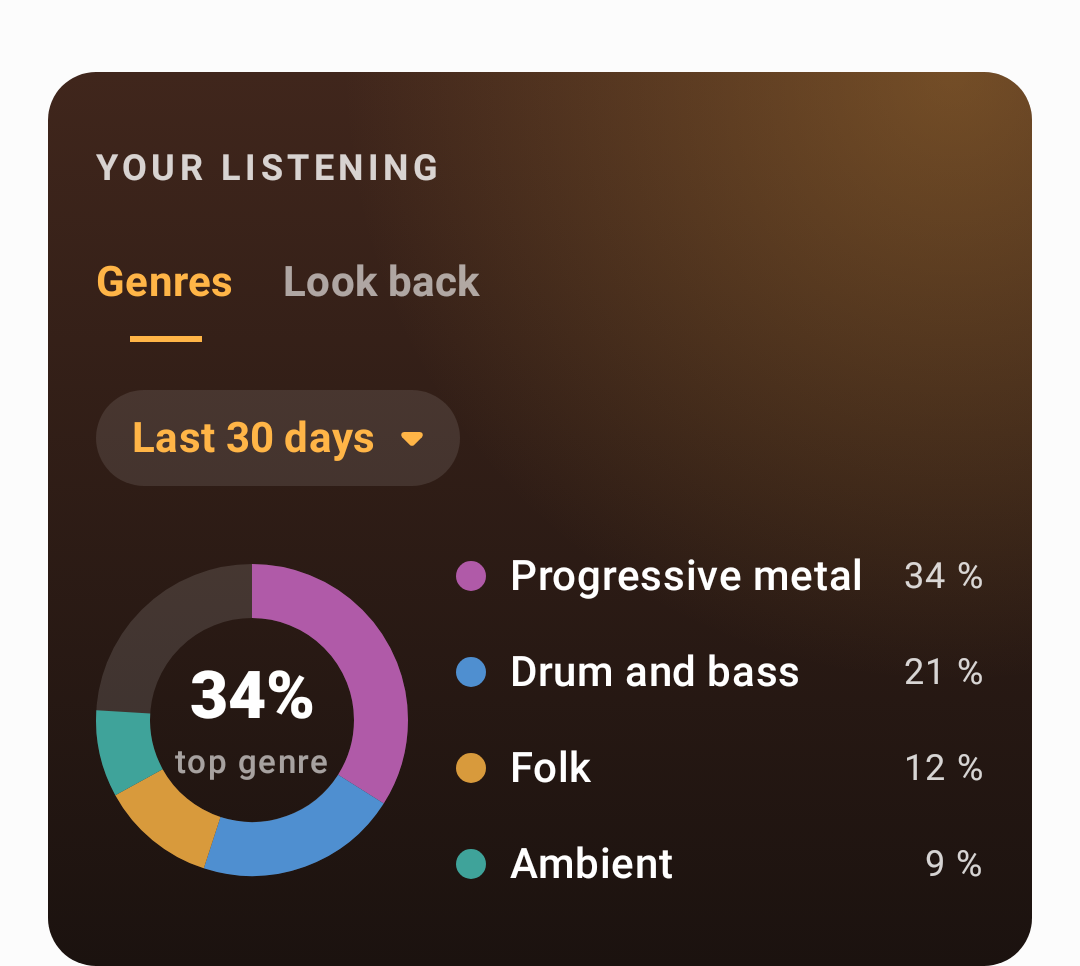 YOUR LISTENING
Genres Look back
Last 30 days
Progressive metal 34 %
Drum and bass 21 %
Folk 12 %
Ambient 9 %
34%
top genre